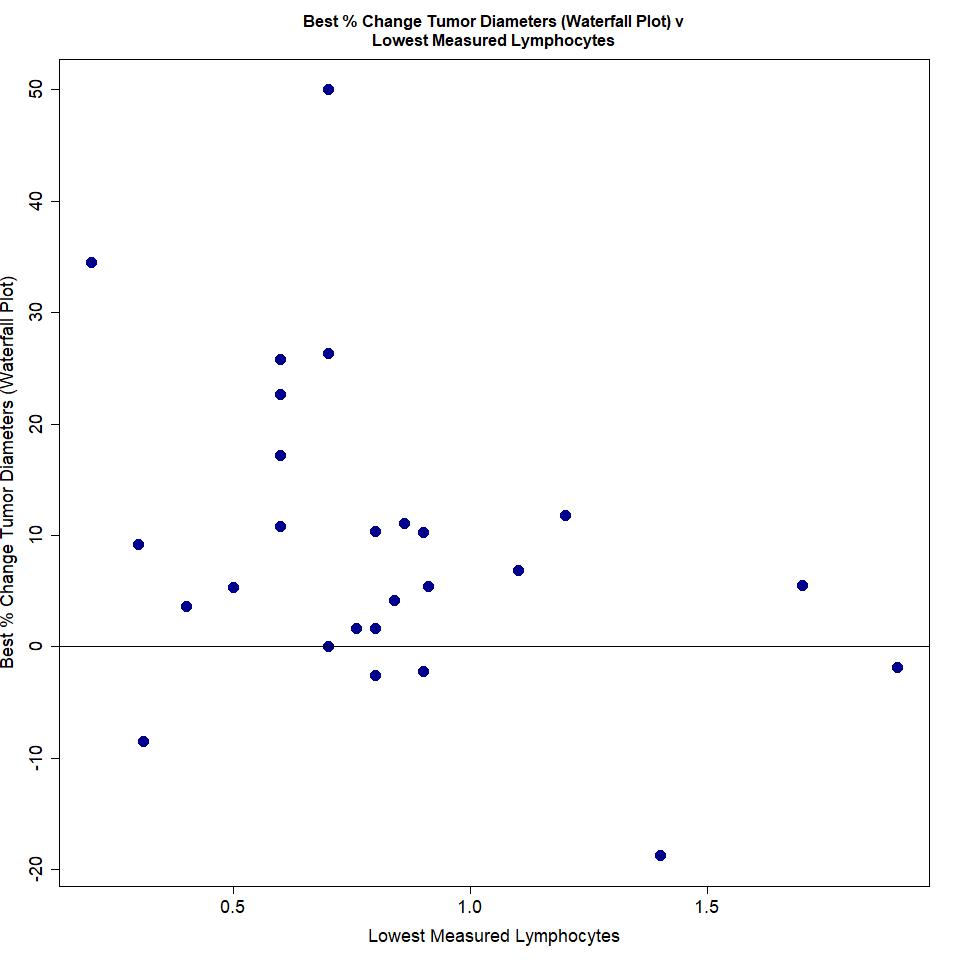 Best % Change Tumor Diameters (Waterfall Plot) v
Lowest Measured Lymphocytes
Best % Change Tumor Diameters (Waterfall Plot)
50
40
30
20
10
0
-10
-20
0.5
1.0
1.5
Lowest Measured Lymphocytes